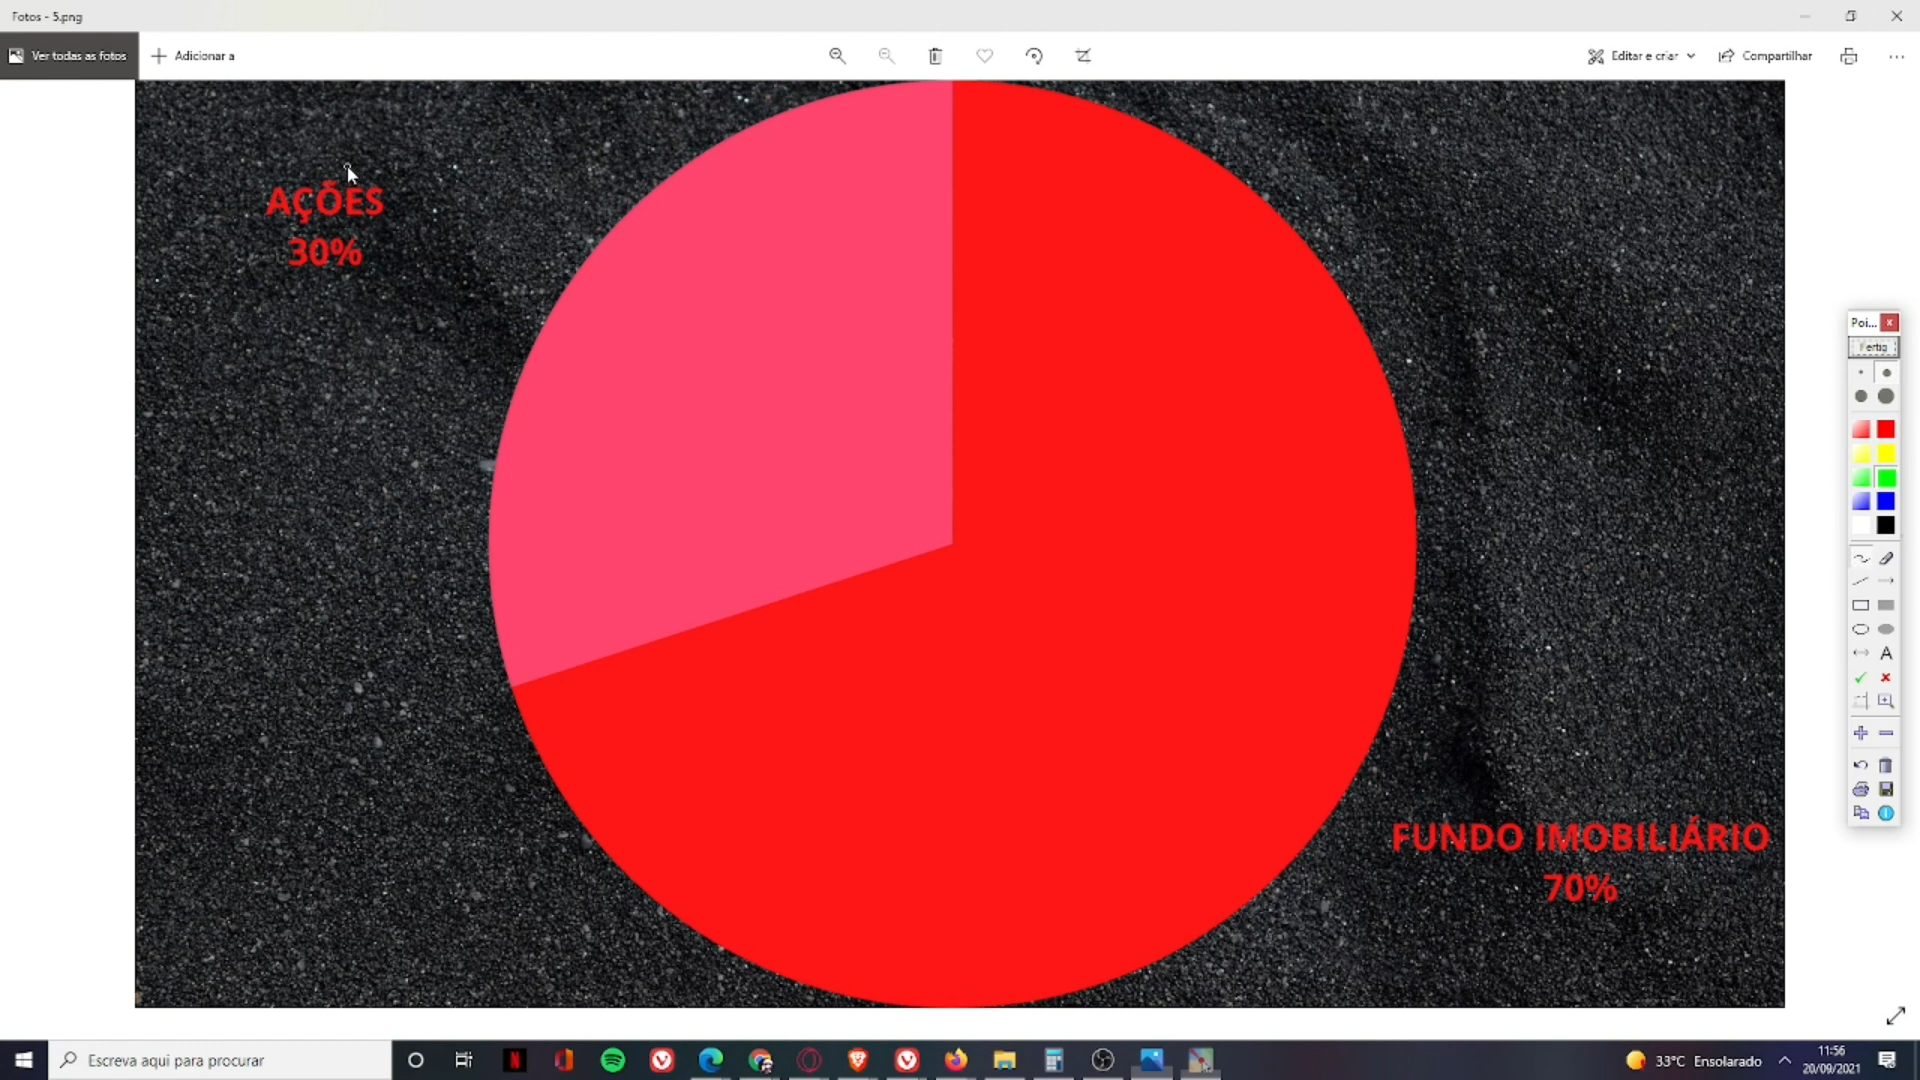 Fotos - 5.png
Ver todas as fotos
Adicionar a
Editar e criar
Compartilhar
AÇÕES
30%
FUNDO IMOBILIÁRIO
70%
Poi...
Fertig
A
Escreva aqui para procurar
33°C Ensolarado
11:56
20/09/2021